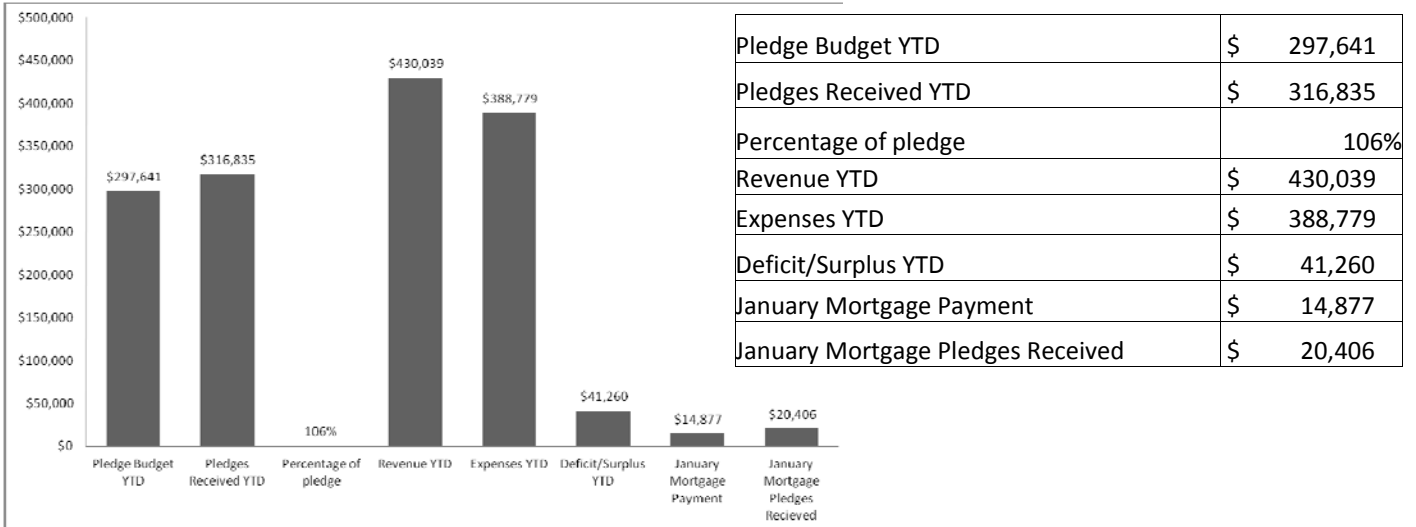 $500,000
$450,000
$400,000
$350,000
$300,000
$250,000
$200,000
$150,000
$100,000
$50,000
$0
$297,641
$316,835
106%
$430,039
$388,779
$41,260
$14,877
$20,406
Pledge Budget YTD
Pledges Received YTD
Percentage of pledge
Revenue YTD
Expenses YTD
Deficit/Surplus YTD
January Mortgage Payment
January Mortgage Pledges Recieved
Pledge Budget YTD $ 297,641
Pledges Received YTD $ 316,835
Percentage of pledge 106%
Revenue YTD $ 430,039
Expenses YTD $ 388,779
Deficit/Surplus YTD $ 41,260
January Mortgage Payment $ 14,877
January Mortgage Pledges Received $ 20,406